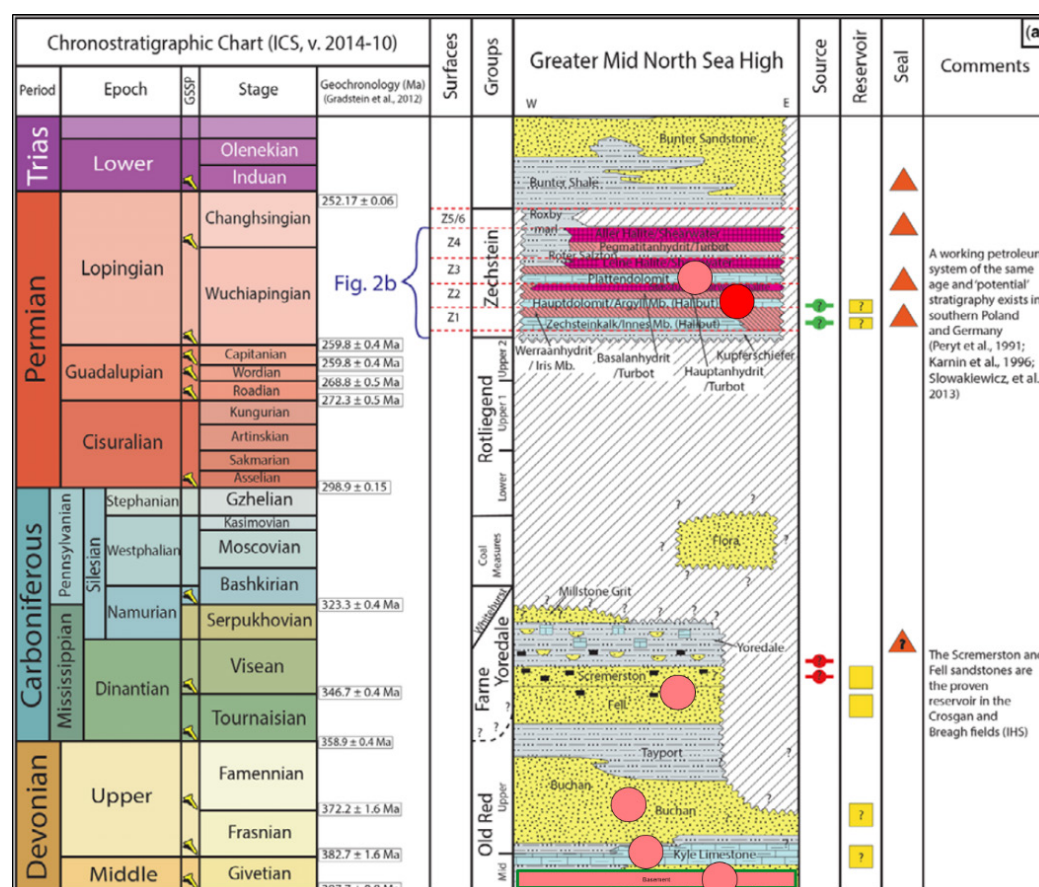 Chronostratigraphic Chart (ICS, v. 2014-10)
Period
Epoch
GSSP
Stage
Geochronology (Ma)
(Gradstein et al., 2012)
Surfaces
Groups
Greater Mid North Sea High
W
E
Source
Reservoir
Seal
(a
Comments
Trias
Lower
Olenekian
Induan
252.17 ± 0.06
Permian
Lopingian
Changhsingian
Wuchiapingian
259.8 ± 0.4 Ma
Guadalupian
Capitanian
259.8 ± 0.4 Ma
Wordian
268.8 ± 0.5 Ma
Roadian
272.3 ± 0.5 Ma
Cisuralian
Kungurian
Artinskian
Sakmarian
Asselian
298.9 ± 0.15
Carboniferous
Pennsylvanian
Mississippian
Silesian
Stephanian
Westphalian
Namurian
Dinantian
Gzhelian
Kasimovian
Moscovian
Bashkirian
323.3 ± 0.4 Ma
Serpukhovian
Visean
346.7 ± 0.4 Ma
Tournaisian
358.9 ± 0.4 Ma
Devonian
Upper
Famennian
372.2 ± 1.6 Ma
Frasnian
382.7 ± 1.6 Ma
Middle
Givetian
Fig. 2b
Z5/6
Z4
Z3
Z2
Z1
Zechstein
Rotliegend
Upper 2
Upper 1
Lower
Coal
Measures
Whitehurst
Yoredale
Farne
? ?
Old Red
Upper
Mid
Bunter Sandstone
Bunter Shale
Roxby
marl
Aller Halite/Shearwater
Pegmatitanhydrit/Turbot
Roter Salzton
Leine Halite/Shearwater
Plattendolomit
Hauptdolomit/Argyll Mb. (Halibut)
Zechsteinkalk/Innes Mb. (Halibut)
Werraanhydrit
/ Iris Mb.
Basalanhydrit
/Turbot
Kupferschiefer
Hauptanhydrit
/Turbot
Flora
Millstone Grit
Yoredale
Scremerston
Fell
Tayport
Buchan
Buchan
Kyle Limestone
Basement
A working petroleum
system of the same
age and 'potential'
stratigraphy exists in
southern Poland
and Germany
(Peryt et al., 1991;
Karnin et al., 1996;
Slowakiewicz, et al.
2013)
The Scremerston and
Fell sandstones are
the proven
reservoir in the
Crosgan and
Breagh fields (IHS)